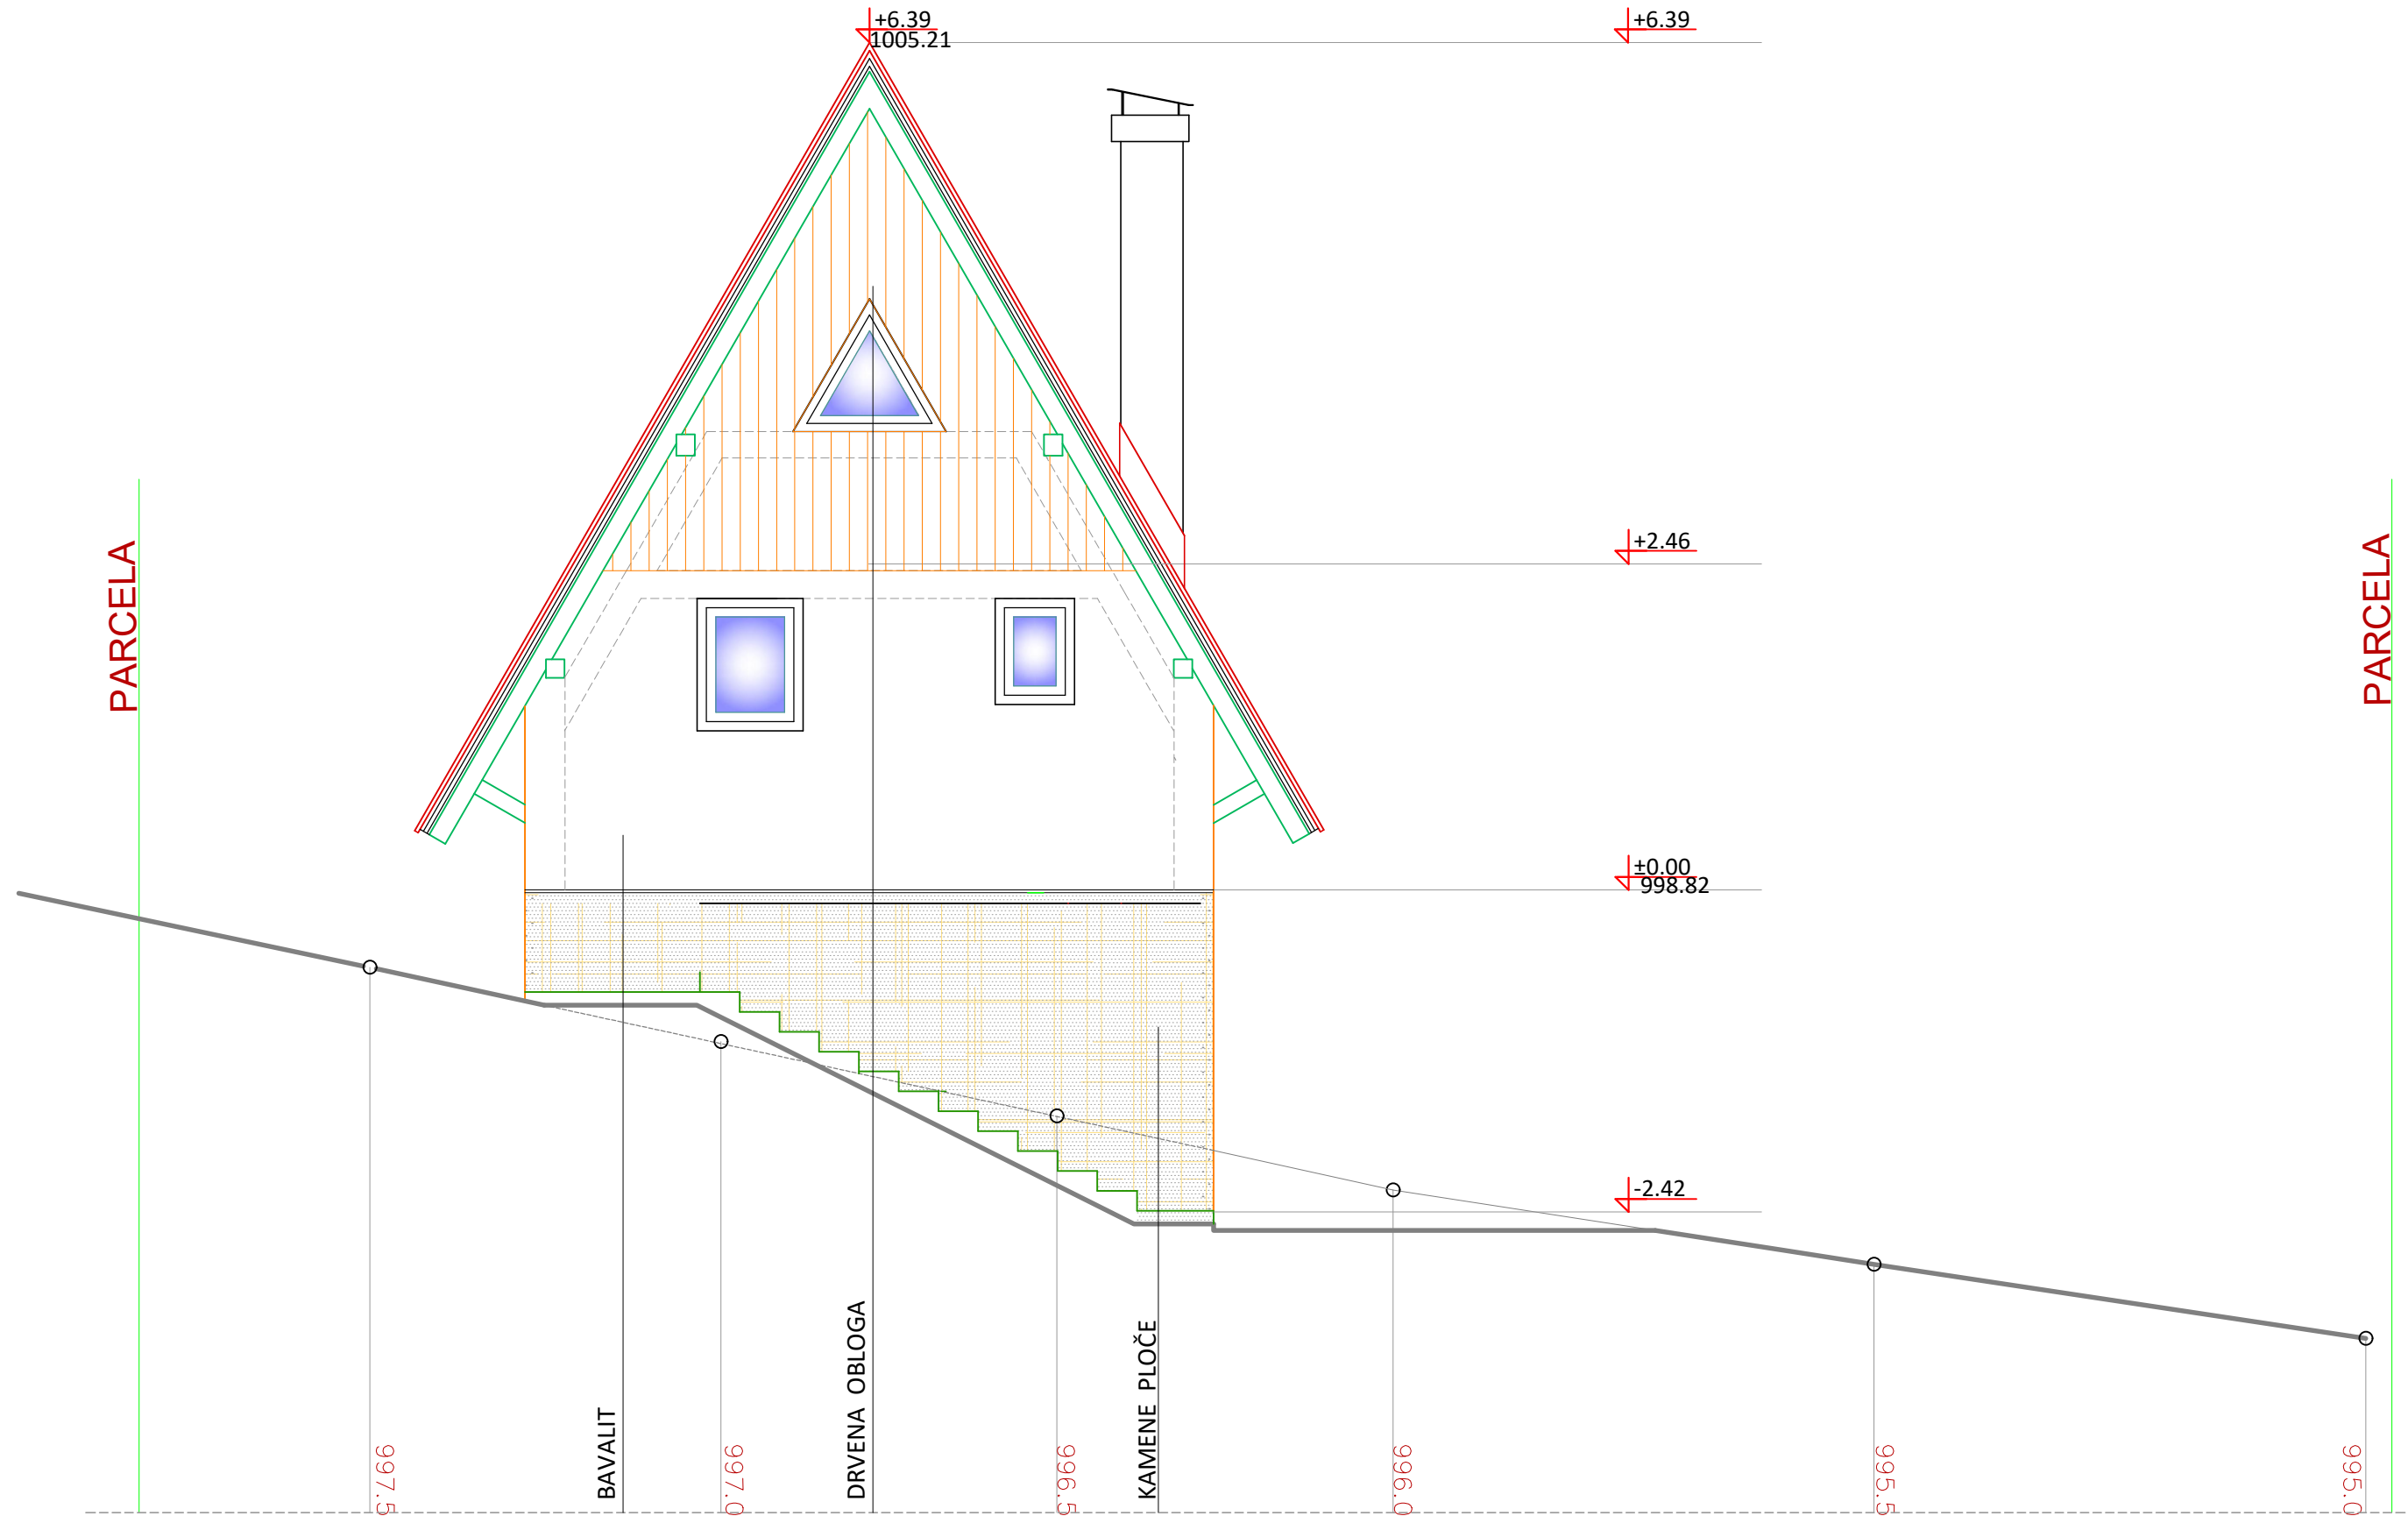 +6.39
1005.21
+6.39
+2.46
±0.00
998.82
-2.42
PARCELA
PARCELA
BAVALIT
DRVENA OBLOGA
KAMENE PLOČE
997.5
997.0
996.5
996.0
995.5
995.0